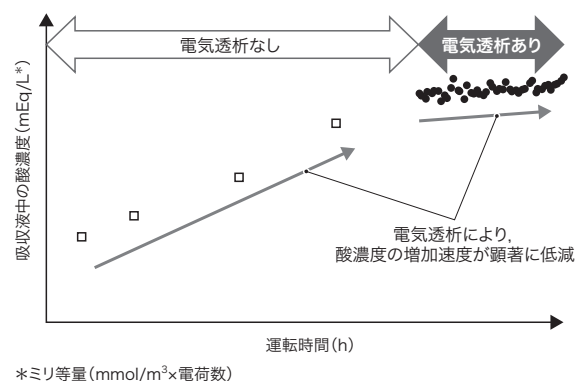 電気透析なし
電気透析あり
吸収液中の酸濃度(mEq/L*)
電気透析により,
酸濃度の増加速度が顕著に低減
運転時間(h)
*ミリ等量(mmol/m³×電荷数)